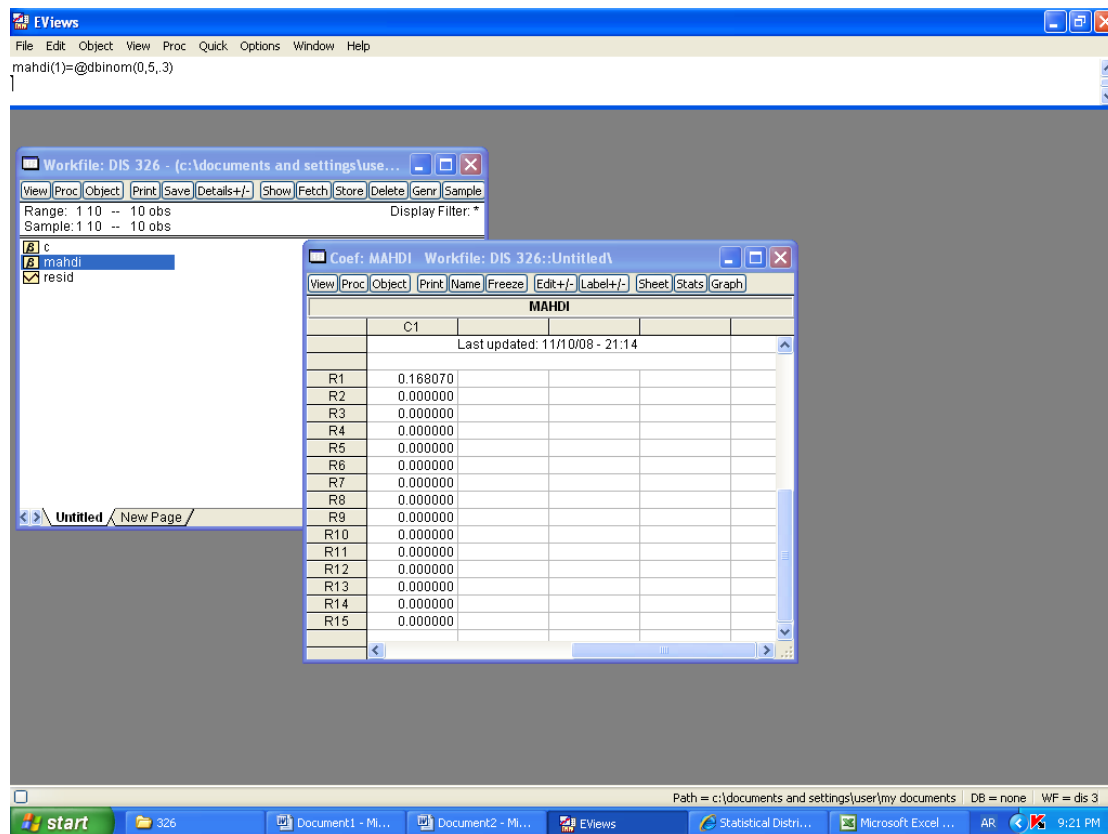 EViews
File Edit Object View Proc Quick Options Window Help
mahdi(1)=@dbinom(0,5,.3)
Workfile: DIS 326 - (c:\documents and settings\use...
View Proc Object Print Save Details+/- Show Fetch Store Delete Genr Sample
Range: 1 10 -- 10 obs Display Filter: *
Sample: 1 10 -- 10 obs
c
mahdi
resid
Untitled New Page
Coef: MAHDI Workfile: DIS 326::Untitled\
View Proc Object Print Name Freeze Edit+/- Label+/- Sheet Stats Graph
MAHDI
C1
Last updated: 11/10/08 - 21:14
R1 0.168070
R2 0.000000
R3 0.000000
R4 0.000000
R5 0.000000
R6 0.000000
R7 0.000000
R8 0.000000
R9 0.000000
R10 0.000000
R11 0.000000
R12 0.000000
R13 0.000000
R14 0.000000
R15 0.000000
Path = c:\documents and settings\user\my documents DB = none WF = dis 3
start 326 Document1 - Mi... Document2 - Mi... EViews Statistical Distri... Microsoft Excel ... AR 9:21 PM